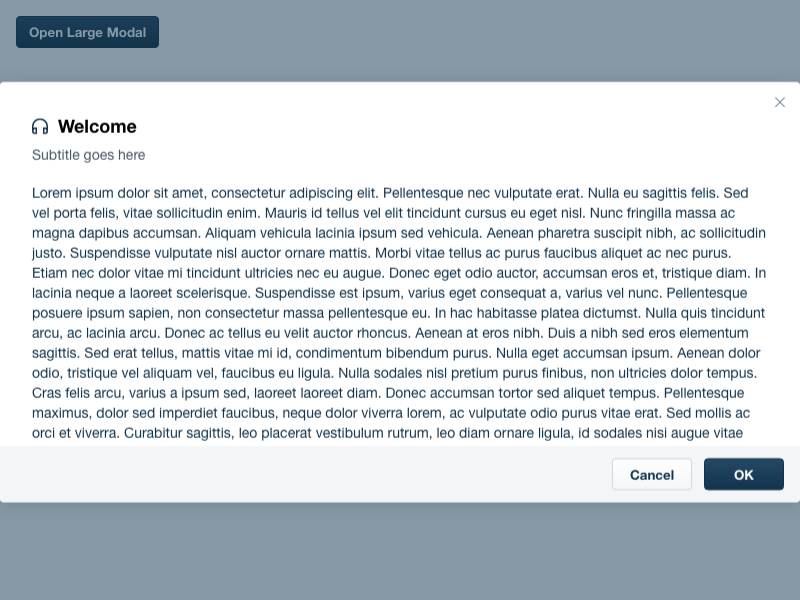 Open Large Modal
Welcome
Subtitle goes here
Lorem ipsum dolor sit amet, consectetur adipiscing elit. Pellentesque nec vulputate erat. Nulla eu sagittis felis. Sed
vel porta felis, vitae sollicitudin enim. Mauris id tellus vel elit tincidunt cursus eu eget nisl. Nunc fringilla massa ac
magna dapibus accumsan. Aliquam vehicula lacinia ipsum sed vehicula. Aenean pharetra suscipit nibh, ac sollicitudin
justo. Suspendisse vulputate nisl auctor ornare mattis. Morbi vitae tellus ac purus faucibus aliquet ac nec purus.
Etiam nec dolor vitae mi tincidunt ultricies nec eu augue. Donec eget odio auctor, accumsan eros et, tristique diam. In
lacinia neque a laoreet scelerisque. Suspendisse est ipsum, varius eget consequat a, varius vel nunc. Pellentesque
posuere ipsum sapien, non consectetur massa pellentesque eu. In hac habitasse platea dictumst. Nulla quis tincidunt
arcu, ac lacinia arcu. Donec ac tellus eu velit auctor rhoncus. Aenean at eros nibh. Duis a nibh sed eros elementum
sagittis. Sed erat tellus, mattis vitae mi id, condimentum bibendum purus. Nulla eget accumsan ipsum. Aenean dolor
odio, tristique vel aliquam vel, faucibus eu ligula. Nulla sodales nisl pretium purus finibus, non ultricies dolor tempus.
Cras felis arcu, varius a ipsum sed, laoreet laoreet diam. Donec accumsan tortor sed aliquet tempus. Pellentesque
maximus, dolor sed imperdiet faucibus, neque dolor viverra lorem, ac vulputate odio purus vitae erat. Sed mollis ac
orci et viverra. Curabitur sagittis, leo placerat vestibulum rutrum, leo diam ornare ligula, id sodales nisi augue vitae
Cancel
OK